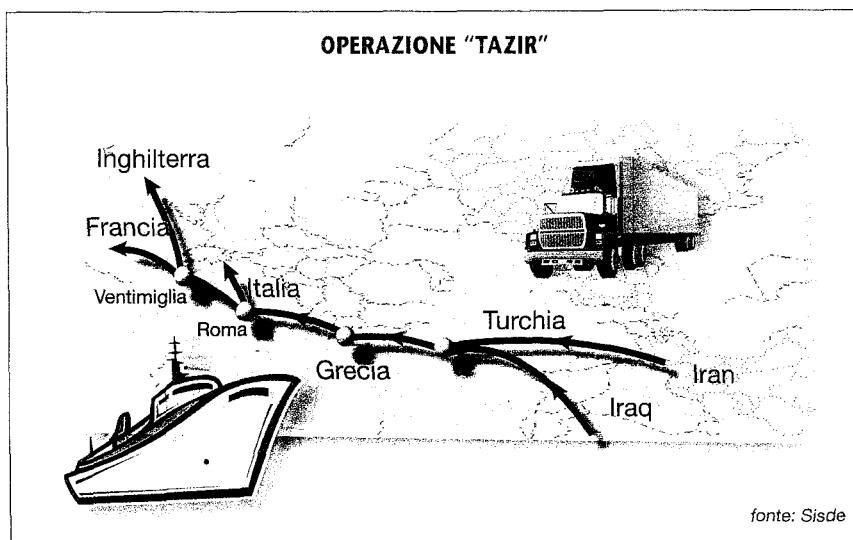 OPERAZIONE "TAZIR"
Inghilterra
Francia
Ventimiglia
Italia
Roma
Turchia
Grecia
Iran
Iraq
fonte: Sisde